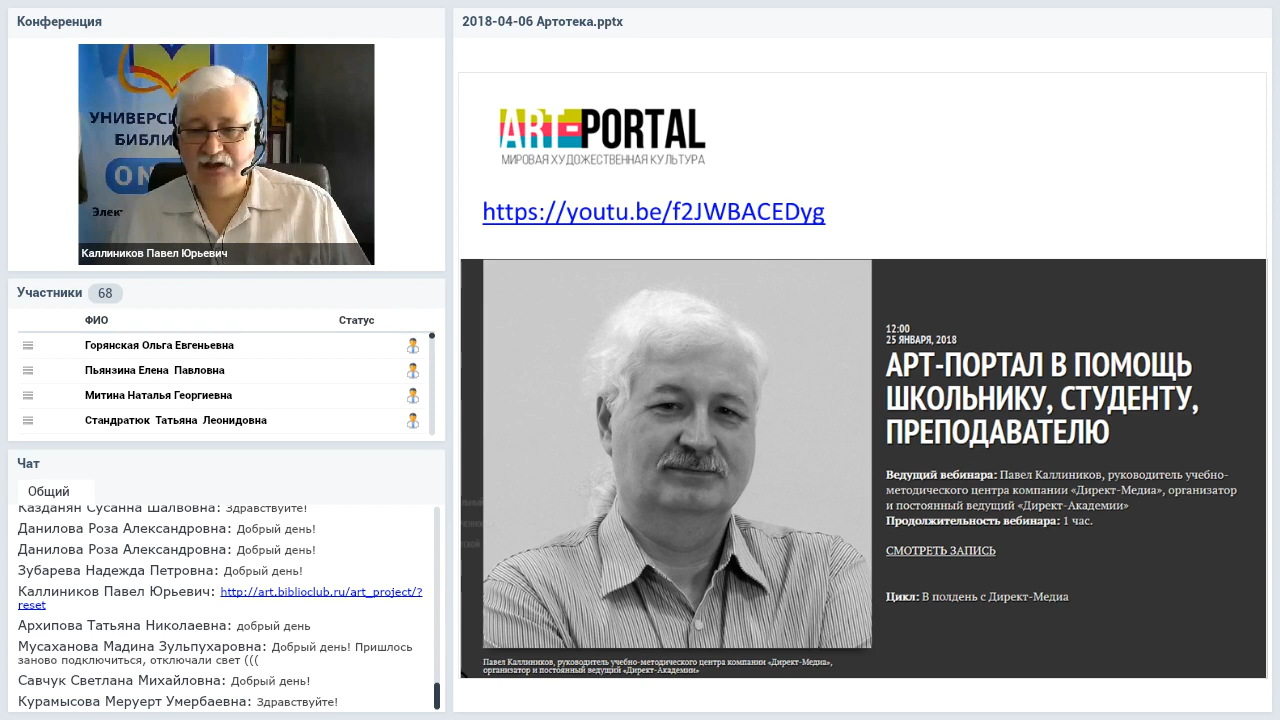 Конференция
УНИВЕРС
БИБЛИ
ON
Элект
Каллиников Павел Юрьевич
Участники 68
ФИО Статус
Горянская Ольга Евгеньевна
Пьянзина Елена Павловна
Митина Наталья Георгиевна
Стандратюк Татьяна Леонидовна
Чат
Общий
Казданян Сусанна Шалвовна: Здравствуйте!
Данилова Роза Александровна: Добрый день!
Данилова Роза Александровна: Добрый день!
Зубарева Надежда Петровна: Добрый день!
Каллиников Павел Юрьевич: http://art.biblioclub.ru/art_project/?
reset
Архипова Татьяна Николаевна: добрый день
Мусаханова Мадина Зульпухаровна: Добрый день! Пришлось
заново подключиться, отключали свет (((
Савчук Светлана Михайловна: Добрый день!
Курамысова Меруерт Умербаевна: Здравствуйте!
2018-04-06 Артотека.pptx
ART-PORTAL
МИРОВАЯ ХУДОЖЕСТВЕННАЯ КУЛЬТУРА
https://youtu.be/f2JWBACEDyg
12:00
25 ЯНВАРЯ, 2018
АРТ-ПОРТАЛ В ПОМОЩЬ
ШКОЛЬНИКУ, СТУДЕНТУ,
ПРЕПОДАВАТЕЛЮ
Ведущий вебинара: Павел Каллиников, руководитель учебно-
методического центра компании «Директ-Медиа», организатор
и постоянный ведущий «Директ-Академии»
Продолжительность вебинара: 1 час.
СМОТРЕТЬ ЗАПИСЬ
Цикл: В полдень с Директ-Медиа
Павел Каллиников, руководитель учебно-методического центра компании «Директ-Медиа»,
организатор и постоянный ведущий «Директ-Академии»